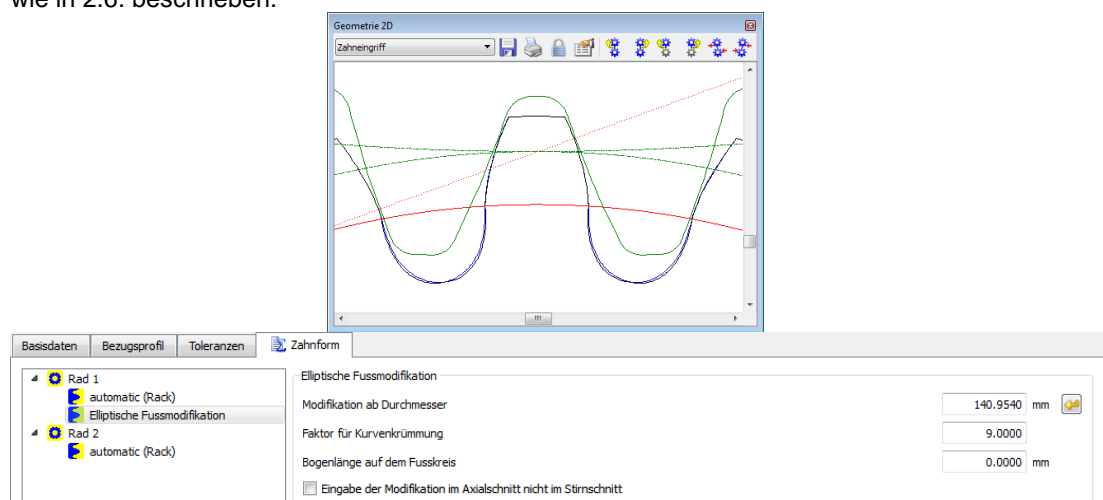 wie in 2.6. beschrieben.
Geometrie 2D
Zahneingriff
Basisdaten
Bezugsprofil
Toleranzen
Zahnform
Rad 1
automatic (Rack)
Elliptische Fussmodifikation
Rad 2
automatic (Rack)
Elliptische Fussmodifikation
Modifikation ab Durchmesser
140.9540 mm
Faktor für Kurvenkrümmung
9.0000
Bogenlänge auf dem Fusskreis
0.0000 mm
Eingabe der Modifikation im Axialschnitt nicht im Stirnschnitt